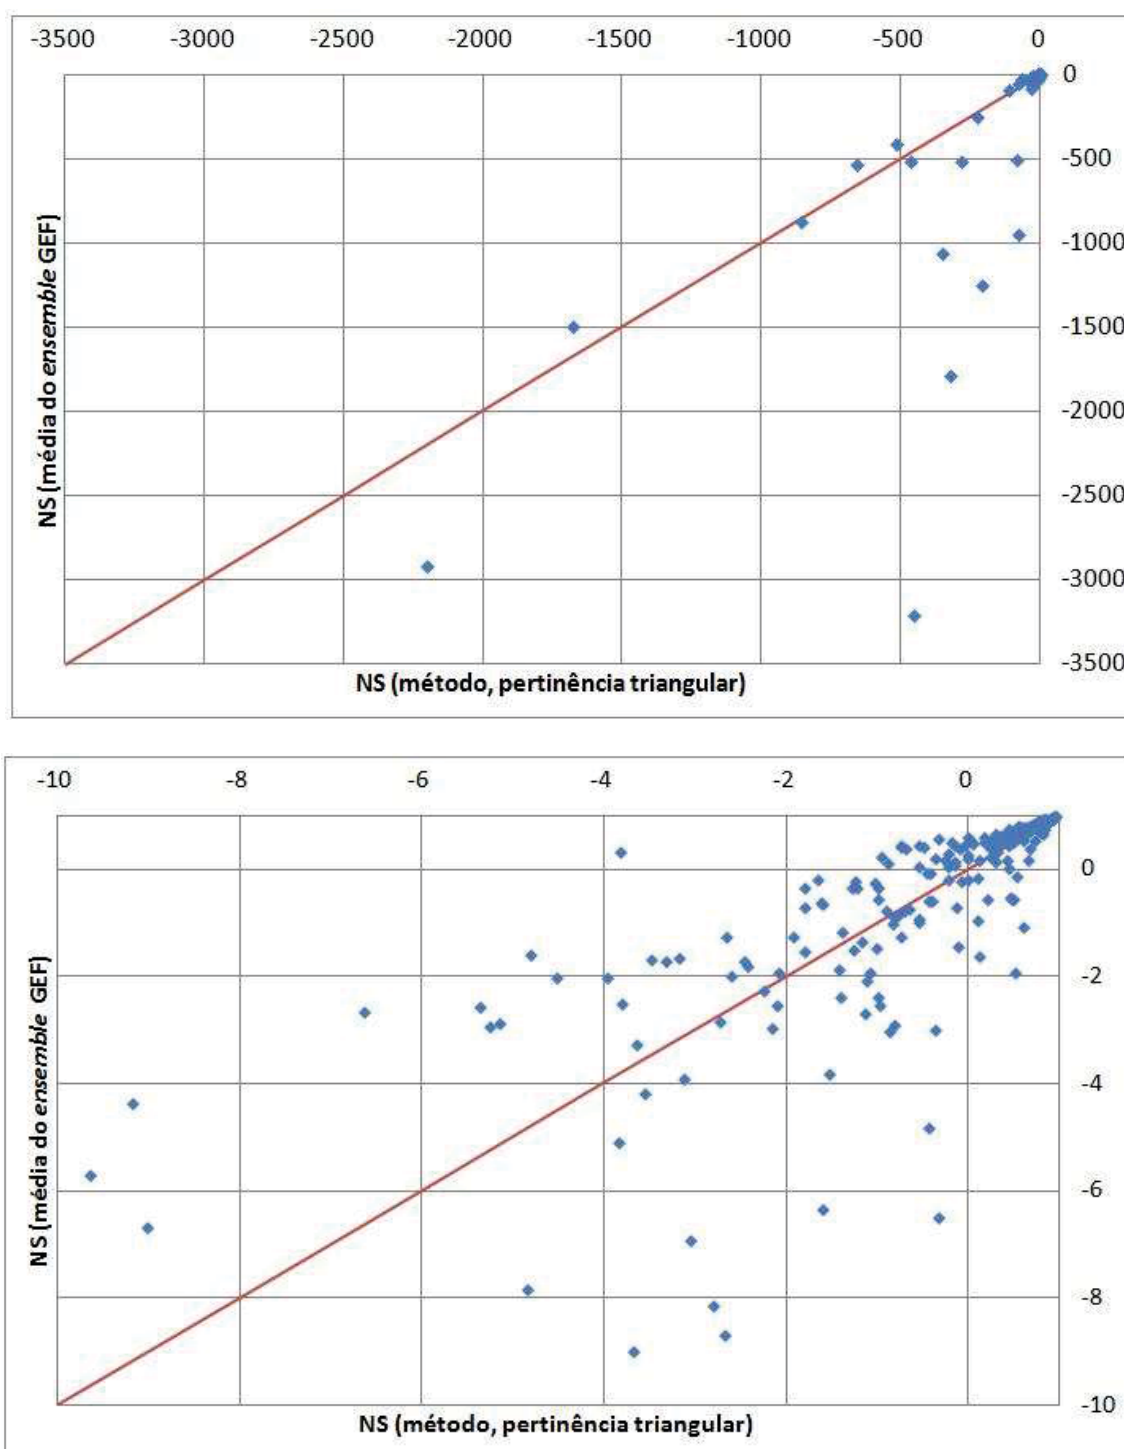 -3500 -3000 -2500 -2000 -1500 -1000 -500 0
0
-500
-1000
-1500
-2000
-2500
-3000
-3500
NS (média do ensemble GEF)
NS (método, pertinência triangular)
-10 -8 -6 -4 -2 0
0
-2
-4
-6
-8
-10
NS (média do ensemble GEF)
NS (método, pertinência triangular)